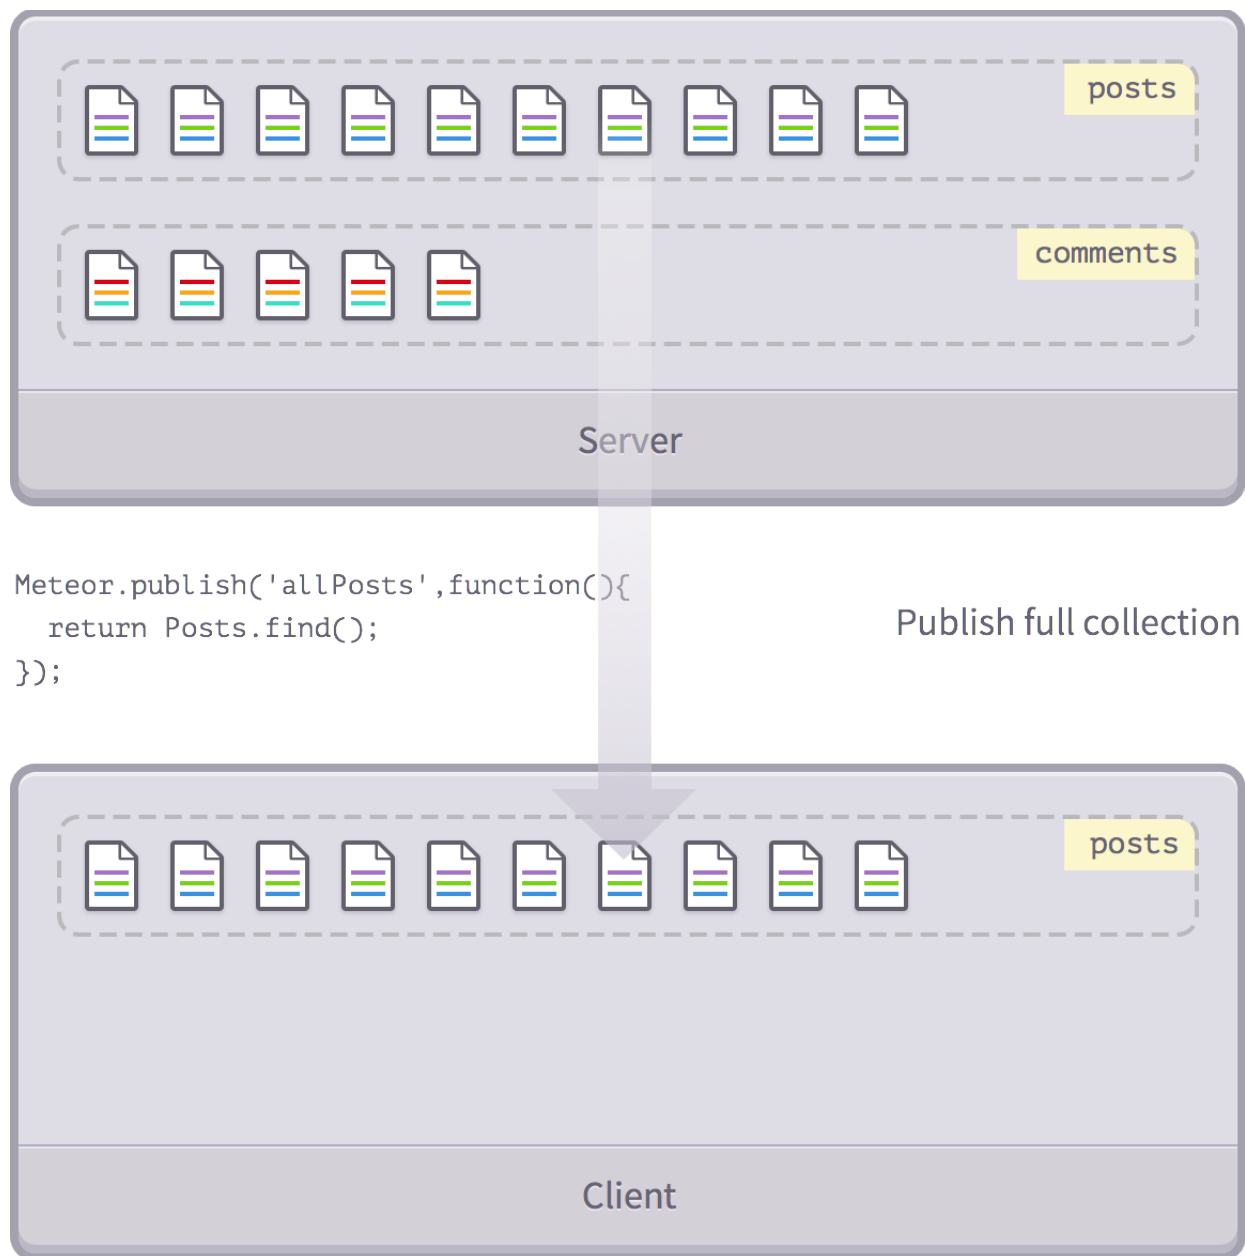 posts
comments
Server
Meteor.publish('allPosts',function(){
  return Posts.find();
});
Publish full collection
posts
Client